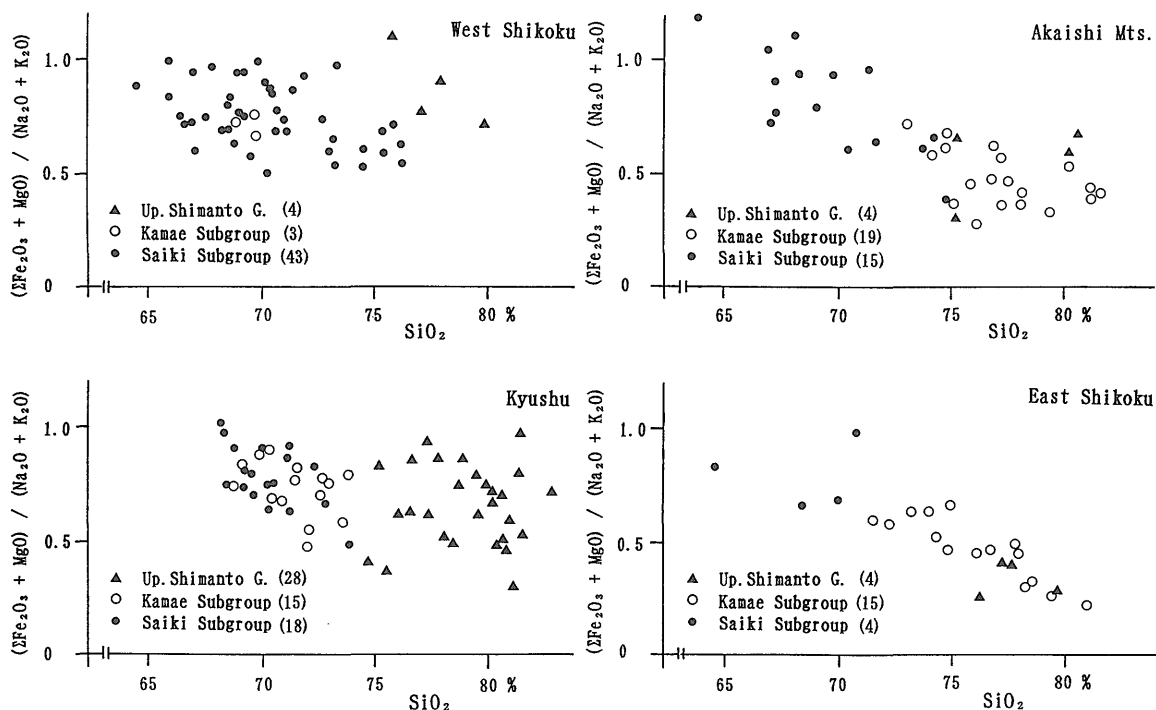 West Shikoku
(ΣFe₂O₃ + MgO) / (Na₂O + K₂O)
1.0
0.5
0
▲ Up. Shimanto G. (4)
○ Kamae Subgroup (3)
● Saiki Subgroup (43)
65 70 75 80 %
SiO₂
Akaishi Mts.
(ΣFe₂O₃ + MgO) / (Na₂O + K₂O)
1.0
0.5
0
▲ Up. Shimanto G. (4)
○ Kamae Subgroup (19)
● Saiki Subgroup (15)
65 70 75 80 %
SiO₂
Kyushu
(ΣFe₂O₃ + MgO) / (Na₂O + K₂O)
1.0
0.5
0
▲ Up. Shimanto G. (28)
○ Kamae Subgroup (15)
● Saiki Subgroup (18)
65 70 75 80 %
SiO₂
East Shikoku
(ΣFe₂O₃ + MgO) / (Na₂O + K₂O)
1.0
0.5
0
▲ Up. Shimanto G. (4)
○ Kamae Subgroup (15)
● Saiki Subgroup (4)
65 70 75 80 %
SiO₂